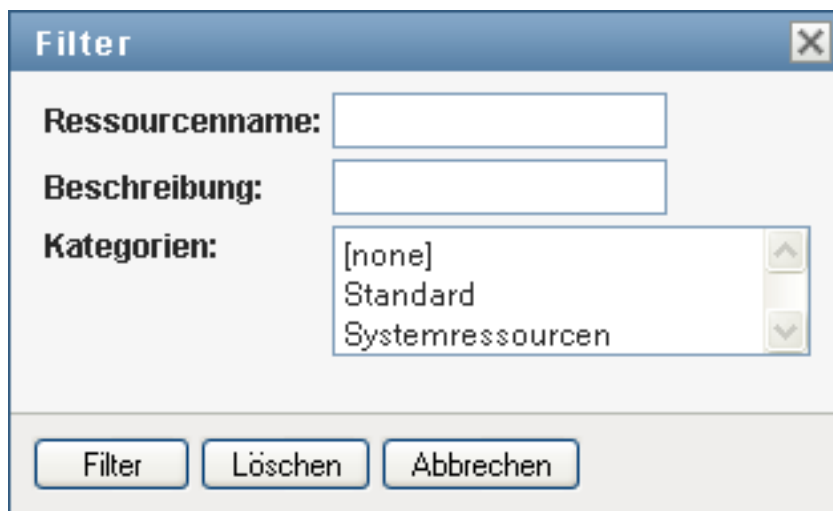 Filter
Ressourcenname:
Beschreibung:
Kategorien:
[none]
Standard
Systemressourcen
Filter
Löschen
Abbrechen